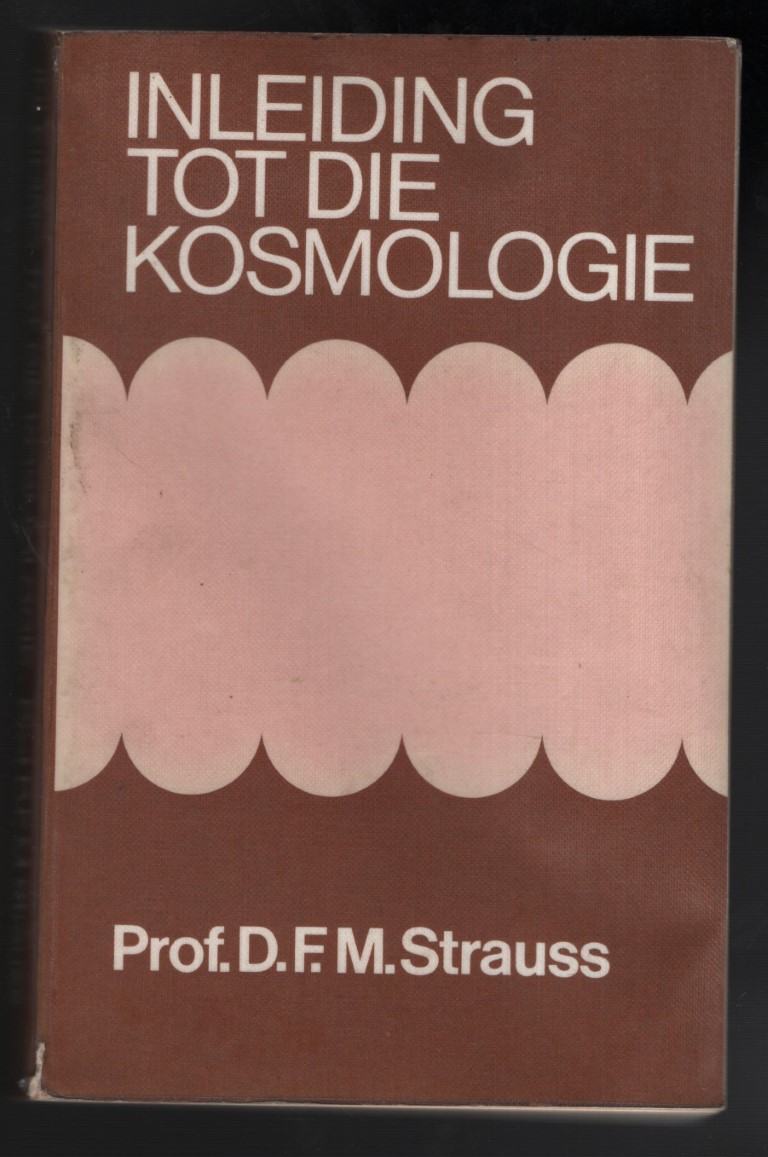 INLEIDING
TOT DIE
KOSMOLOGIE
Prof. D.F.M. Strauss